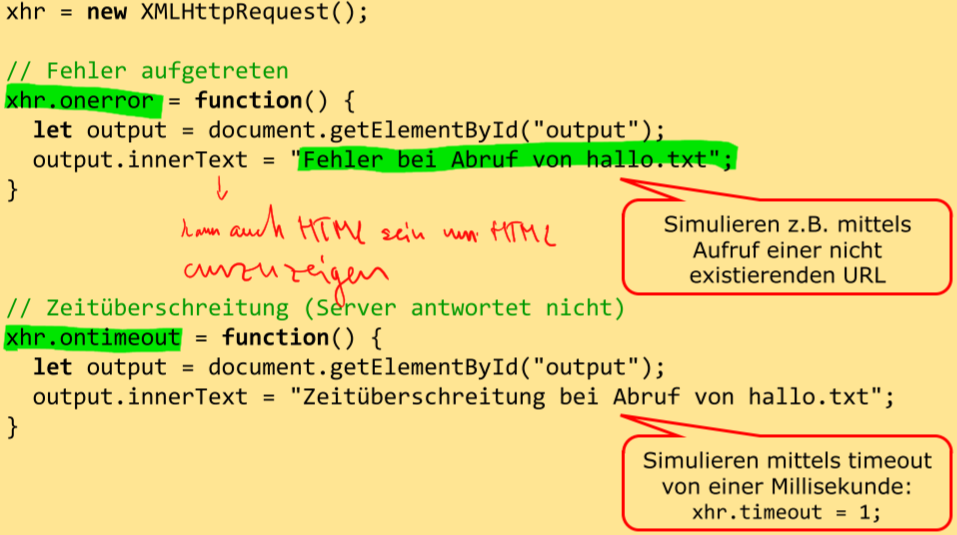 xhr = new XMLHttpRequest();
// Fehler aufgetreten
xhr.onerror = function() {
let output = document.getElementById("output");
output.innerText = "Fehler bei Abruf von hallo.txt";
}
kann auch HTML sein um HTML
anzuzeigen
Simulieren z.B. mittels
Aufruf einer nicht
existierenden URL
// Zeitüberschreitung (Server antwortet nicht)
xhr.ontimeout = function() {
let output = document.getElementById("output");
output.innerText = "Zeitüberschreitung bei Abruf von hallo.txt";
}
Simulieren mittels timeout
von einer Millisekunde:
xhr.timeout = 1;